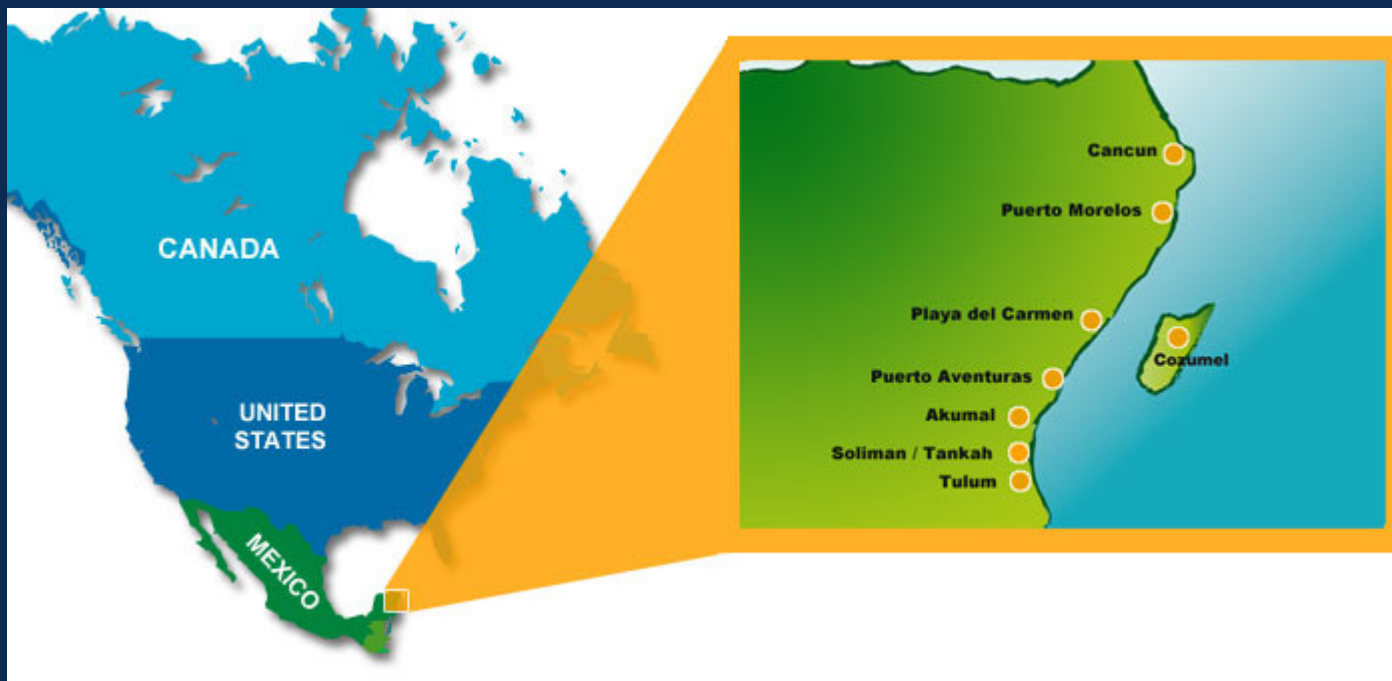 CANADA
UNITED
STATES
MEXICO
Cancun
Puerto Morelos
Playa del Carmen
Cozumel
Puerto Aventuras
Akumal
Soliman / Tankah
Tulum